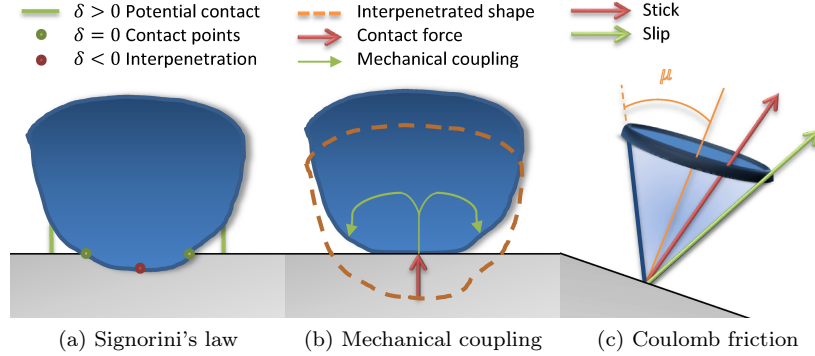 δ > 0 Potential contact
δ = 0 Contact points
δ < 0 Interpenetration
Interpenetrated shape
Contact force
Mechanical coupling
Stick
Slip
μ
(a) Signorini's law
(b) Mechanical coupling
(c) Coulomb friction